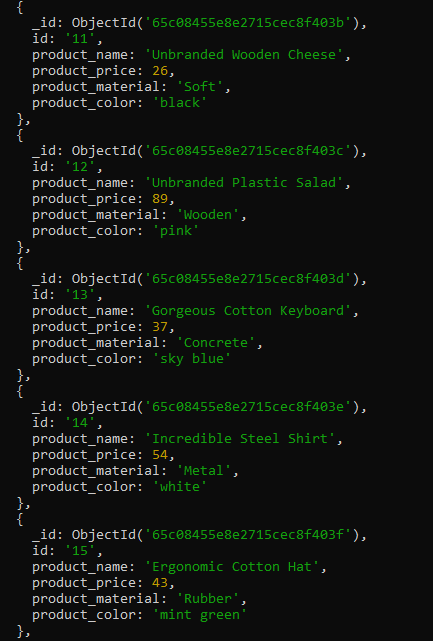 {
_id: ObjectId('65c08455e8e2715cec8f403b'),
id: '11',
product_name: 'Unbranded Wooden Cheese',
product_price: 26,
product_material: 'Soft',
product_color: 'black'
},
{
_id: ObjectId('65c08455e8e2715cec8f403c'),
id: '12',
product_name: 'Unbranded Plastic Salad',
product_price: 89,
product_material: 'Wooden',
product_color: 'pink'
},
{
_id: ObjectId('65c08455e8e2715cec8f403d'),
id: '13',
product_name: 'Gorgeous Cotton Keyboard',
product_price: 37,
product_material: 'Concrete',
product_color: 'sky blue'
},
{
_id: ObjectId('65c08455e8e2715cec8f403e'),
id: '14',
product_name: 'Incredible Steel Shirt',
product_price: 54,
product_material: 'Metal',
product_color: 'white'
},
{
_id: ObjectId('65c08455e8e2715cec8f403f'),
id: '15',
product_name: 'Ergonomic Cotton Hat',
product_price: 43,
product_material: 'Rubber',
product_color: 'mint green'
},